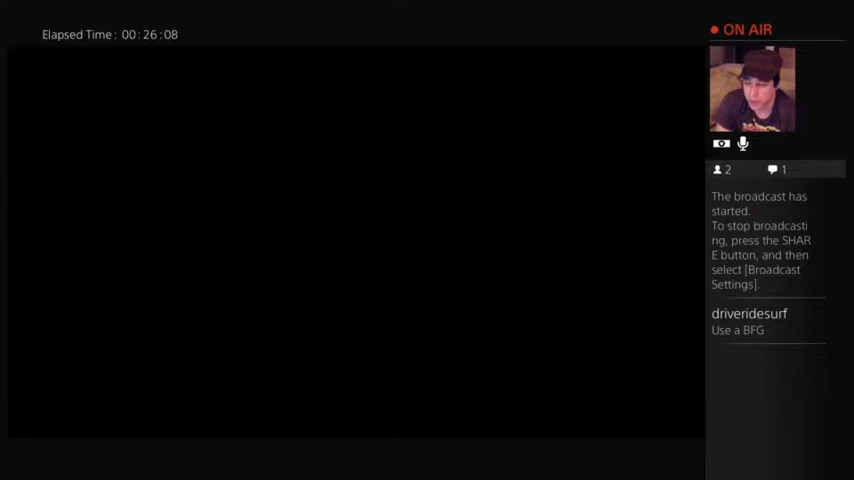 Elapsed Time : 00:26:08
ON AIR
2
1
The broadcast has
started.
To stop broadcasti
ng, press the SHAR
E button, and then
select [Broadcast
Settings].
driveridesurf
Use a BFG